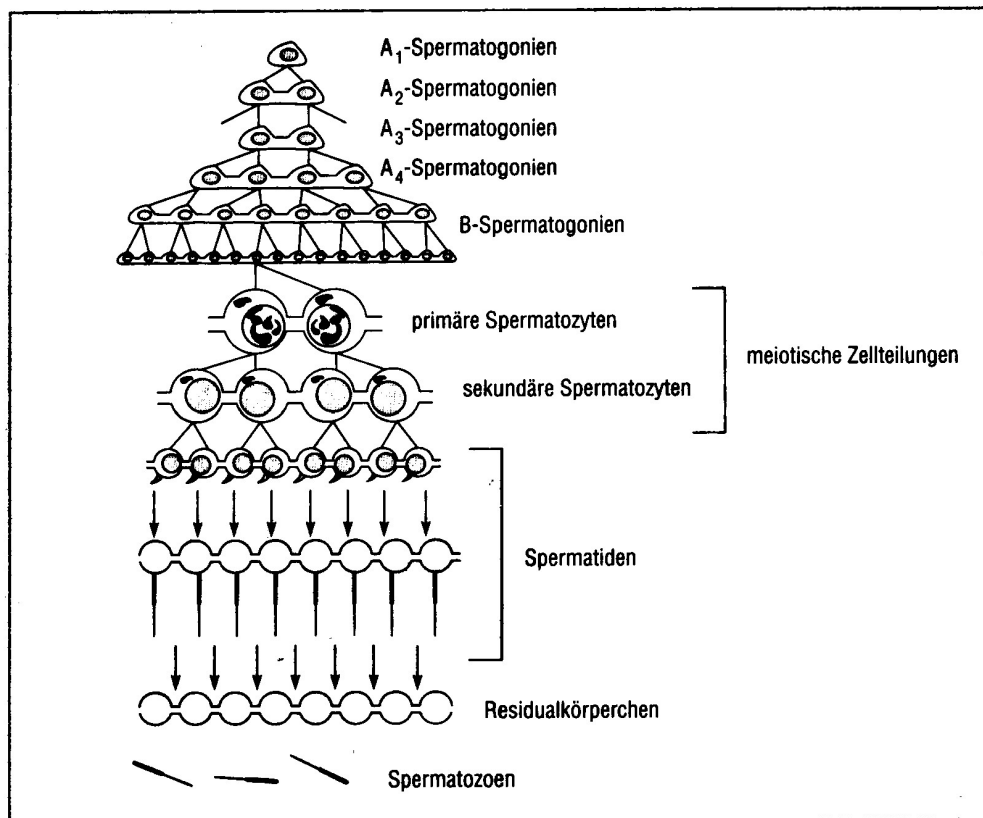 A₁-Spermatogonien
A₂-Spermatogonien
A₃-Spermatogonien
A₄-Spermatogonien
B-Spermatogonien
primäre Spermatozyten
meiotische Zellteilungen
sekundäre Spermatozyten
Spermatiden
Residualkörperchen
Spermatozoen